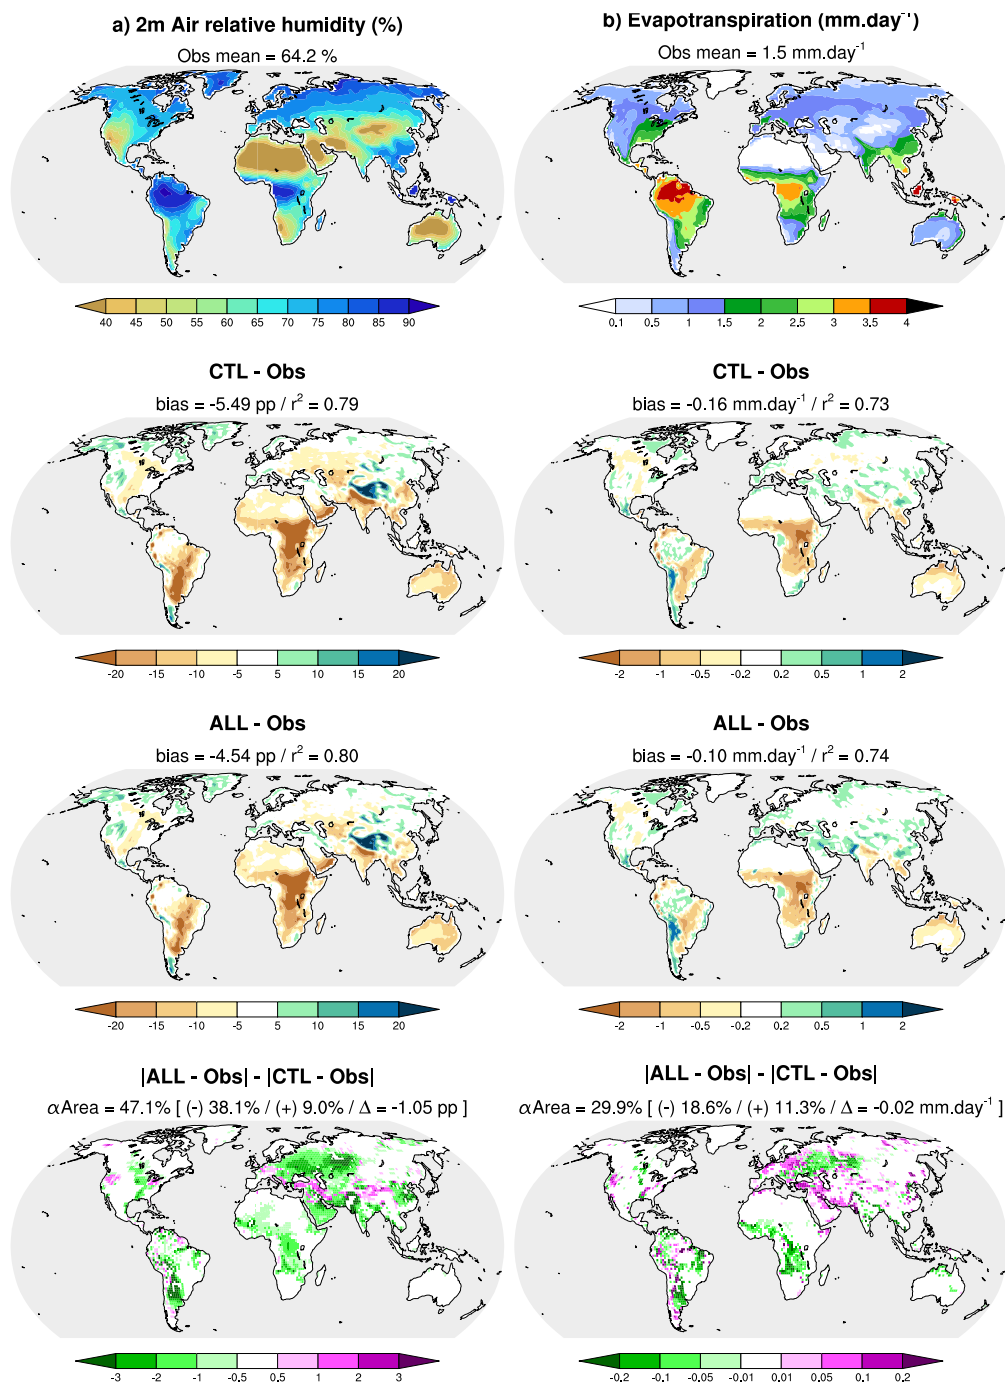 a) 2m Air relative humidity (%)
Obs mean = 64.2 %
40 45 50 55 60 65 70 75 80 85 90
b) Evapotranspiration (mm.day⁻¹)
Obs mean = 1.5 mm.day⁻¹
0.1 0.5 1 1.5 2 2.5 3 3.5 4
CTL - Obs
bias = -5.49 pp / r² = 0.79
-20 -15 -10 -5 5 10 15 20
CTL - Obs
bias = -0.16 mm.day⁻¹ / r² = 0.73
-2 -1 -0.5 -0.2 0.2 0.5 1 2
ALL - Obs
bias = -4.54 pp / r² = 0.80
-20 -15 -10 -5 5 10 15 20
ALL - Obs
bias = -0.10 mm.day⁻¹ / r² = 0.74
-2 -1 -0.5 -0.2 0.2 0.5 1 2
|ALL - Obs| - |CTL - Obs|
αArea = 47.1% [ (-) 38.1% / (+) 9.0% / Δ = -1.05 pp ]
-3 -2 -1 -0.5 0.5 1 2 3
|ALL - Obs| - |CTL - Obs|
αArea = 29.9% [ (-) 18.6% / (+) 11.3% / Δ = -0.02 mm.day⁻¹ ]
-0.2 -0.1 -0.05 -0.01 0.01 0.05 0.1 0.2